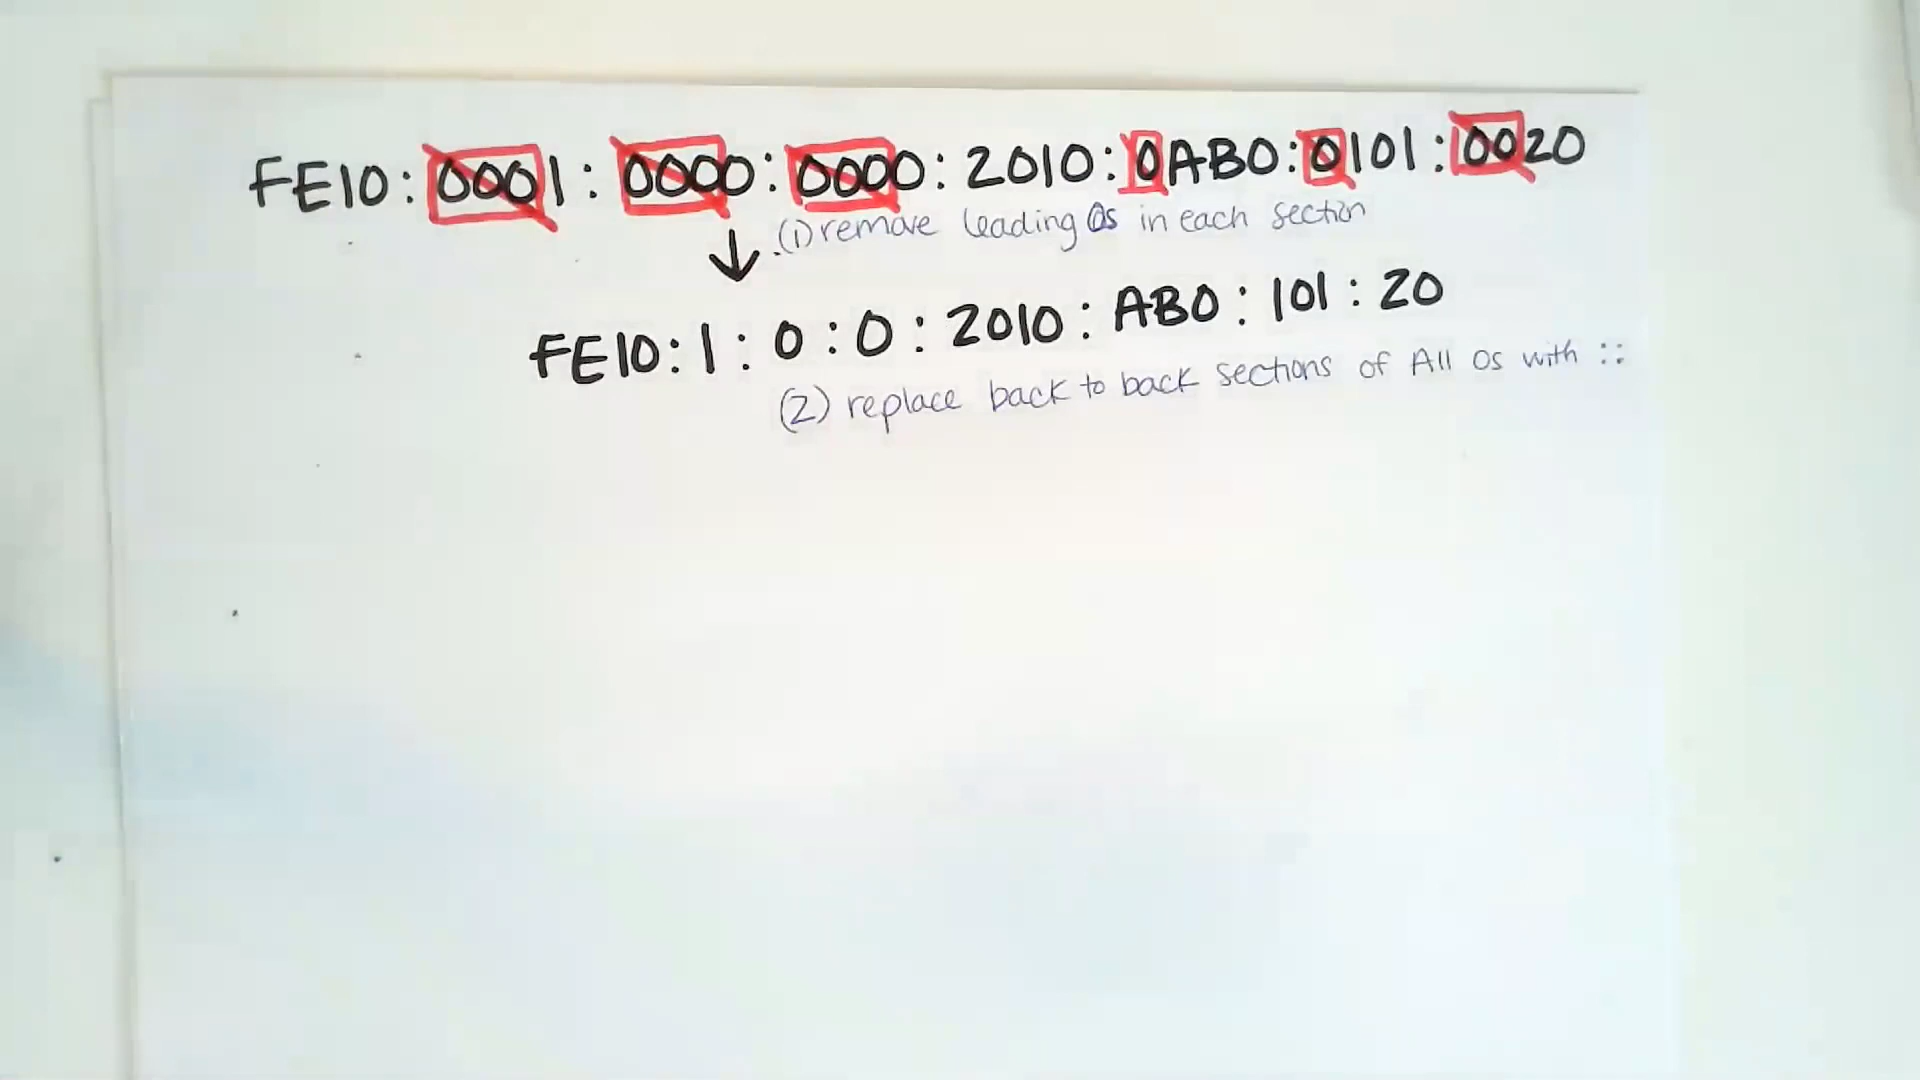 FE10:0001:0000:0000:2010:0AB0:0101:0020
(1) remove leading 0s in each section
FE10:1:0:0:2010:AB0:101:20
(2) replace back to back sections of All 0s with ::